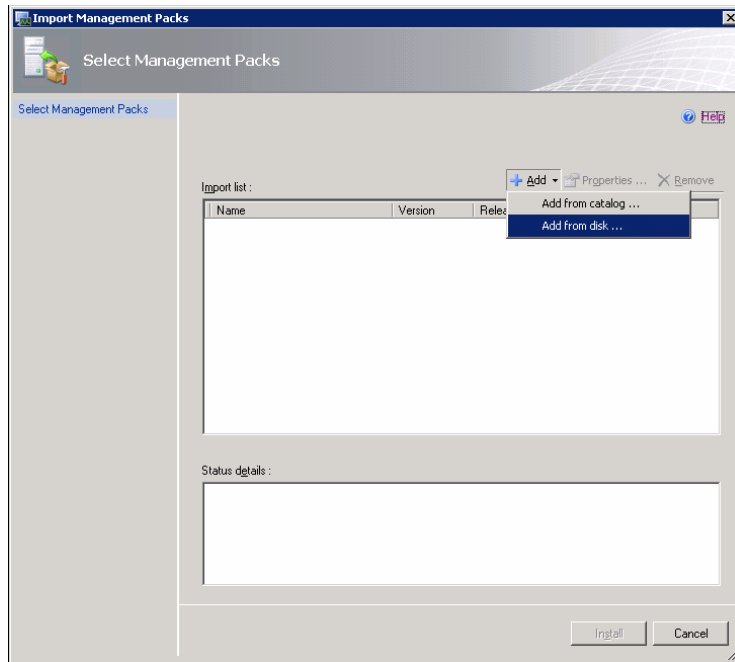 Import Management Packs
Select Management Packs
Select Management Packs
Help
Import list :
Add Properties ... Remove
Name Version
Add from catalog ...
Add from disk ...
Status details :
Install Cancel